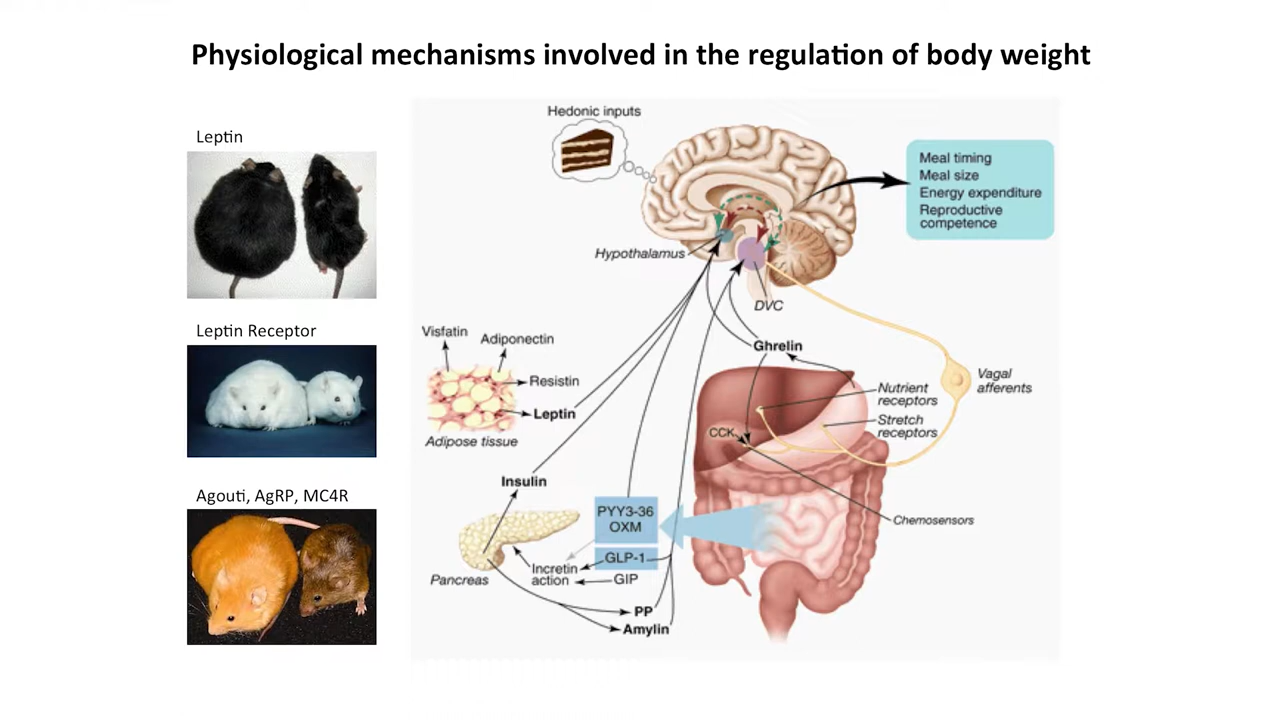 Physiological mechanisms involved in the regulation of body weight
Leptin
Leptin Receptor
Agouti, AgRP, MC4R
Hedonic inputs
Meal timing
Meal size
Energy expenditure
Reproductive
competence
Hypothalamus
DVC
Visfatin
Adiponectin
Resistin
Leptin
Adipose tissue
Ghrelin
Vagal
afferents
Nutrient
receptors
Stretch
receptors
CCK
Insulin
PYY3-36
OXM
Chemosensors
GLP-1
Incretin
action
GIP
Pancreas
PP
Amylin